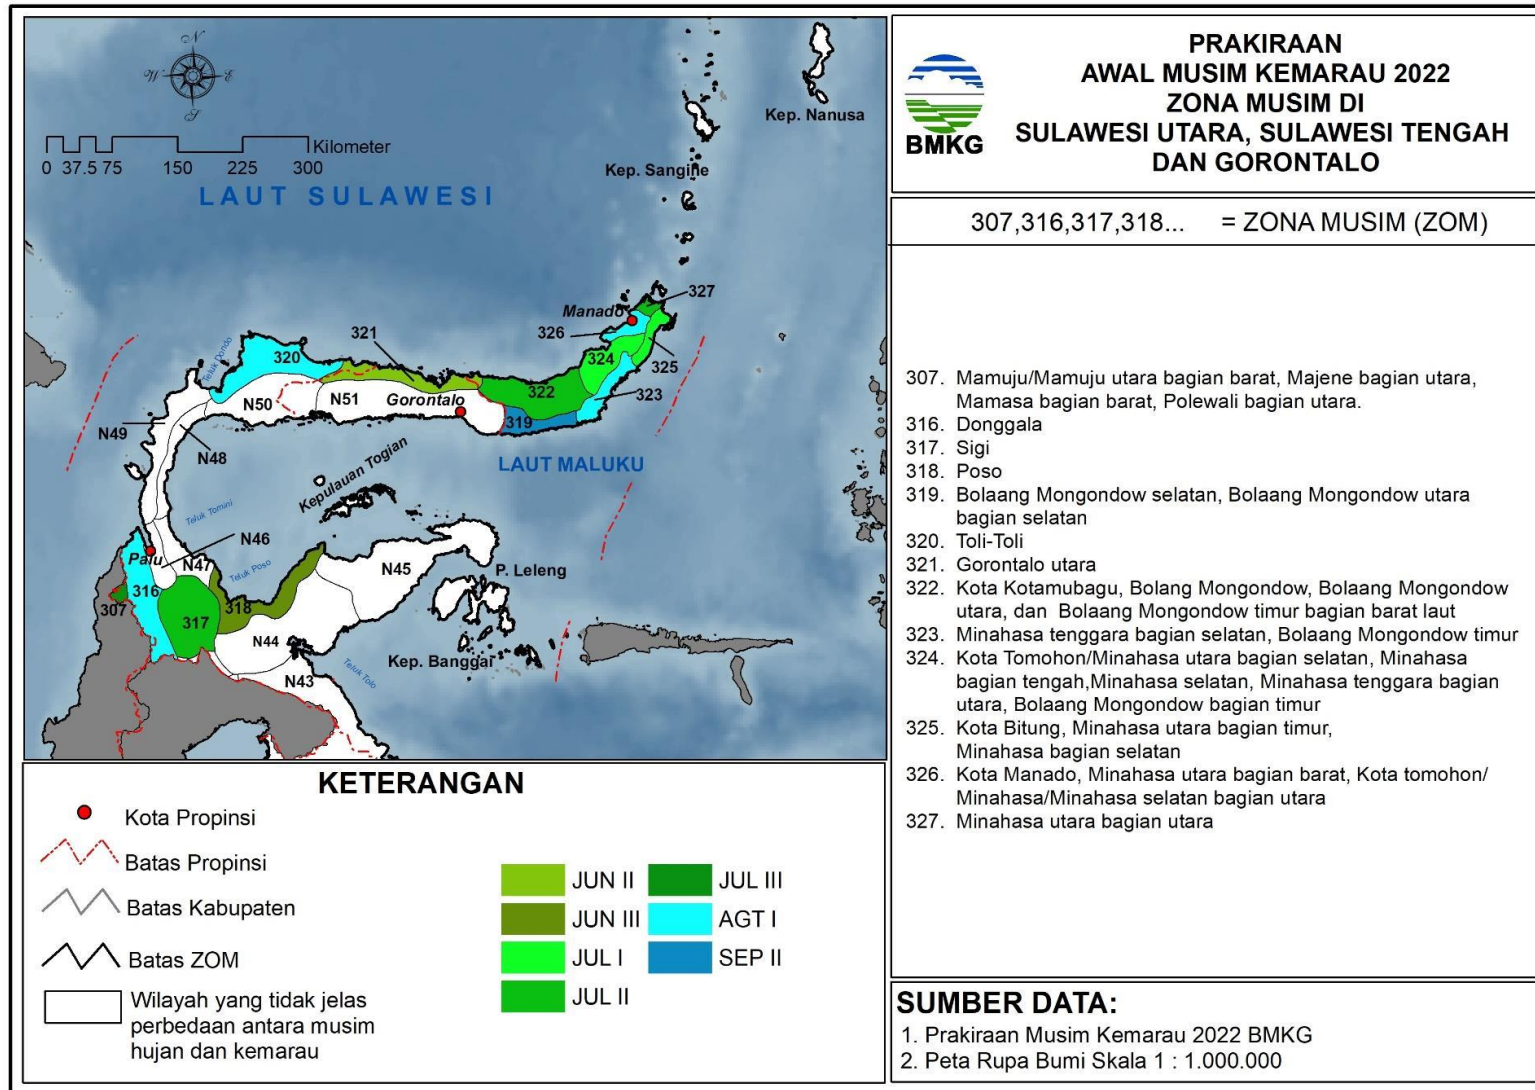 N
W
E
S
Kilometer
0 37.5 75 150 225 300
LAUT SULAWESI
Kep. Nanusa
Kep. Sangine
327
Manado
326
321
320
324
325
322
323
Teluk Dondo
N50
N51
Gorontalo
319
N49
N48
LAUT MALUKU
Kepulauan Togian
Teluk Tomini
N46
Palu
N47
Teluk Poso
N45
P. Leleng
316
307
318
317
N44
Kep. Banggai
Teluk Tolo
N43
BMKG
PRAKIRAAN
AWAL MUSIM KEMARAU 2022
ZONA MUSIM DI
SULAWESI UTARA, SULAWESI TENGAH
DAN GORONTALO
307,316,317,318... = ZONA MUSIM (ZOM)
307. Mamuju/Mamuju utara bagian barat, Majene bagian utara,
Mamasa bagian barat, Polewali bagian utara.
316. Donggala
317. Sigi
318. Poso
319. Bolaang Mongondow selatan, Bolaang Mongondow utara
bagian selatan
320. Toli-Toli
321. Gorontalo utara
322. Kota Kotamubagu, Bolang Mongondow, Bolaang Mongondow
utara, dan Bolaang Mongondow timur bagian barat laut
323. Minahasa tenggara bagian selatan, Bolaang Mongondow timur
324. Kota Tomohon/Minahasa utara bagian selatan, Minahasa
bagian tengah,Minahasa selatan, Minahasa tenggara bagian
utara, Bolaang Mongondow bagian timur
325. Kota Bitung, Minahasa utara bagian timur,
Minahasa bagian selatan
326. Kota Manado, Minahasa utara bagian barat, Kota tomohon/
Minahasa/Minahasa selatan bagian utara
327. Minahasa utara bagian utara
KETERANGAN
Kota Propinsi
Batas Propinsi
Batas Kabupaten
Batas ZOM
Wilayah yang tidak jelas
perbedaan antara musim
hujan dan kemarau
JUN II
JUN III
JUL I
JUL II
JUL III
AGT I
SEP II
SUMBER DATA:
1. Prakiraan Musim Kemarau 2022 BMKG
2. Peta Rupa Bumi Skala 1 : 1.000.000